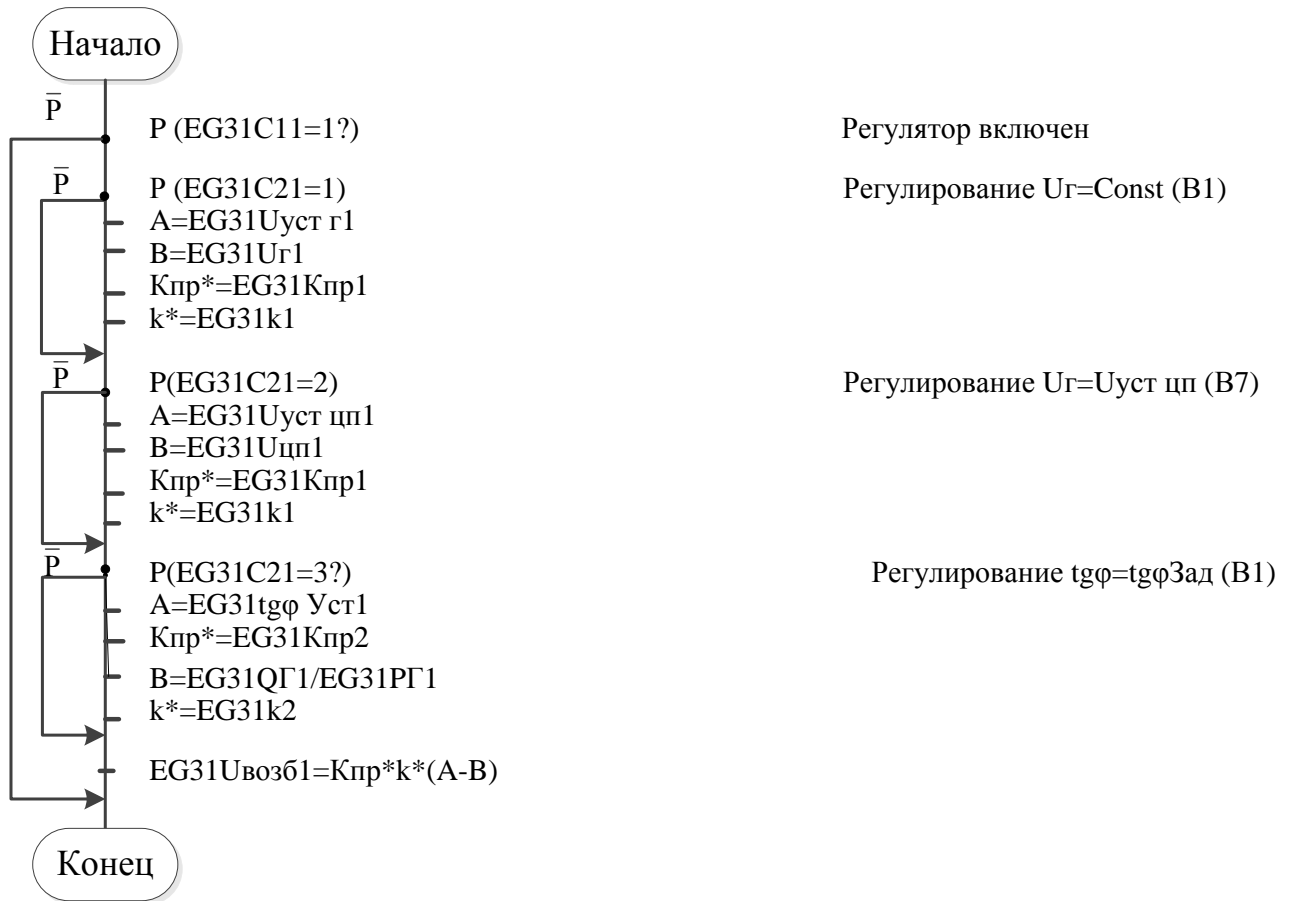 Начало
P̅
P (EG31C11=1?) Регулятор включен
P̅
P (EG31C21=1) Регулирование Uг=Const (В1)
A=EG31Uуст г1
B=EG31Uг1
Кпр*=EG31Кпр1
k*=EG31k1
P̅
P(EG31C21=2) Регулирование Uг=Uуст цп (В7)
A=EG31Uуст цп1
B=EG31Uцп1
Кпр*=EG31Кпр1
k*=EG31k1
P̅
P(EG31C21=3?) Регулирование tgφ=tgφЗад (В1)
A=EG31tgφ Уст1
Кпр*=EG31Кпр2
B=EG31QГ1/EG31PГ1
k*=EG31k2
EG31Uвозб1=Кпр*k*(A-B)
Конец